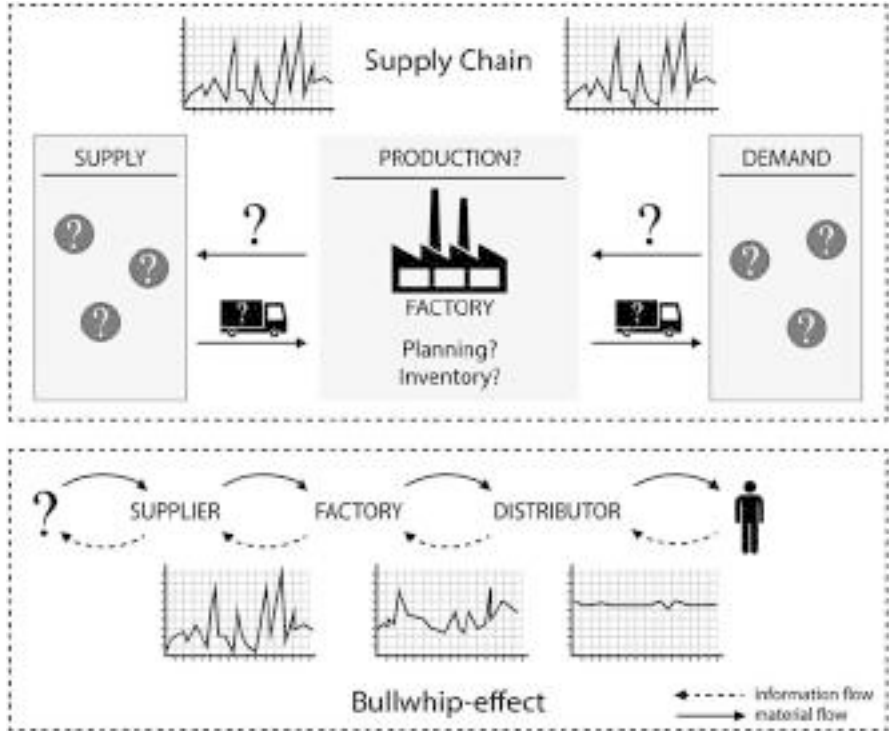 Supply Chain
SUPPLY
PRODUCTION?
DEMAND
?
?
?
?
?
?
?
?
?
?
FACTORY
Planning?
Inventory?
?
SUPPLIER
FACTORY
DISTRIBUTOR
Bullwhip-effect
information flow
material flow